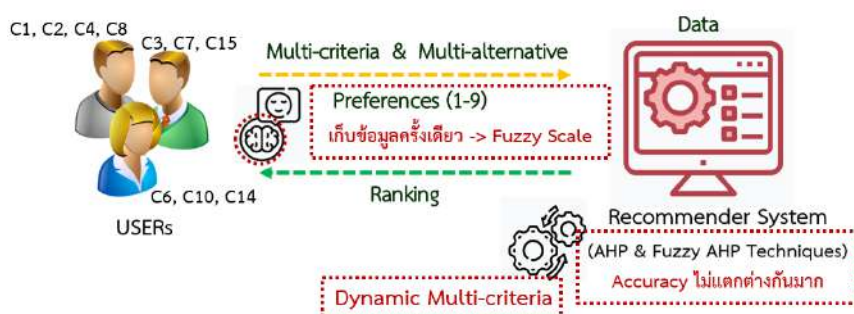 C1, C2, C4, C8
C3, C7, C15
C6, C10, C14
USERs
Multi-criteria & Multi-alternative
Preferences (1-9)
เก็บข้อมูลครั้งเดียว -> Fuzzy Scale
Ranking
Data
Recommender System
(AHP & Fuzzy AHP Techniques)
Accuracy ไม่แตกต่างกันมาก
Dynamic Multi-criteria